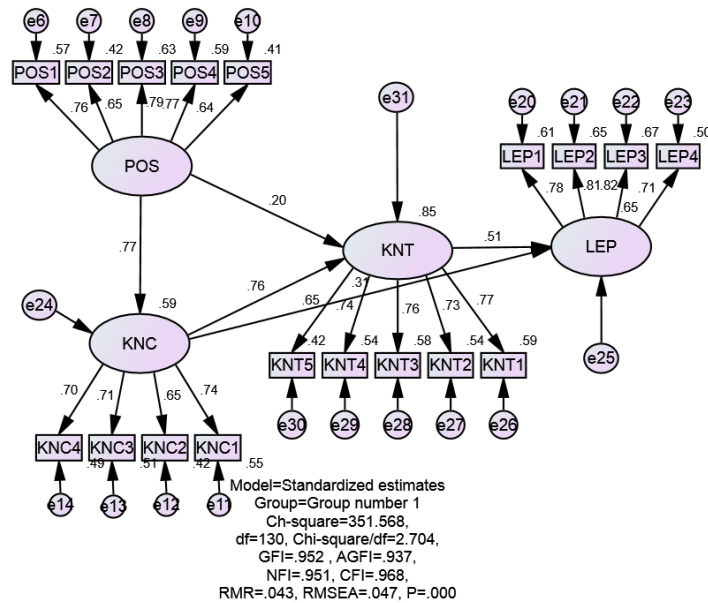 e6 e7 e8 e9 e10
.57 .42 .63 .59 .41
POS1 POS2 POS3 POS4 POS5
.76 .65 .79 .77 .64
POS
e31
e20 e21 e22 e23
.61 .65 .67 .50
LEP1 LEP2 LEP3 LEP4
.78 .81 .82 .71
.65
LEP
.20
.85
KNT
.51
.77
.76
.31
e24
.59
KNC
e25
.65 .74 .76 .73 .77
.42 .54 .58 .54 .59
KNT5 KNT4 KNT3 KNT2 KNT1
e30 e29 e28 e27 e26
.70 .71 .65 .74
KNC4 KNC3 KNC2 KNC1
.49 .51 .42 .55
e14 e13 e12 e11
Model=Standardized estimates
Group=Group number 1
Ch-square=351.568,
df=130, Chi-square/df=2.704,
GFI=.952 , AGFI=.937,
NFI=.951, CFI=.968,
RMR=.043, RMSEA=.047, P=.000